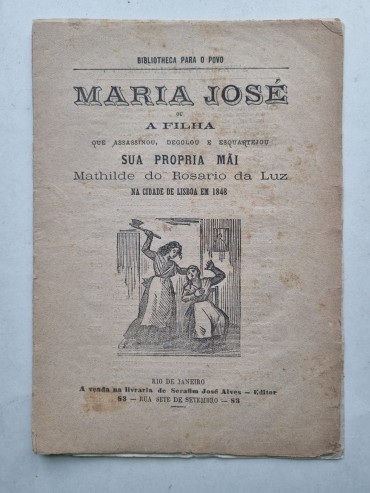 BIBLIOTHECA PARA O POVO
MARIA JOSÉ
OU
A FILHA
QUE ASSASSINOU, DEGOLOU E ESQUARTEJOU
SUA PROPRIA MÃI
Mathilde do Rosario da Luz
NA CIDADE DE LISBOA EM 1848
RIO DE JANEIRO
A venda na livraria de Serafim José Alves — Editor
83 — RUA SETE DE SETEMBRO — 83